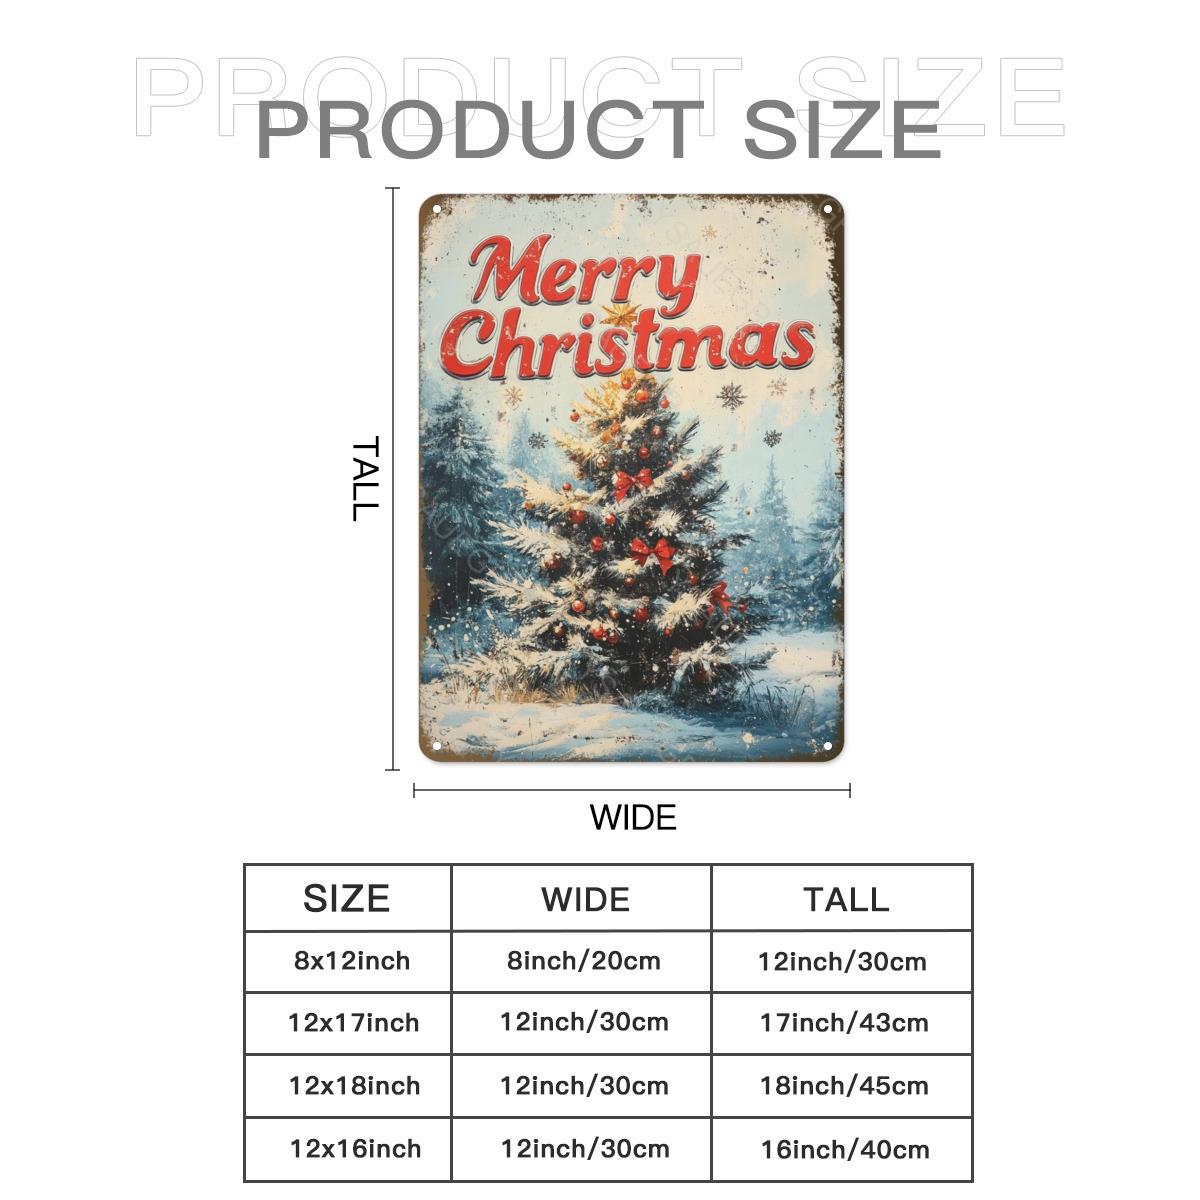 PRODUCT SIZE
PRODUCT SIZE
Merry
Christmas
TALL
WIDE
SIZE WIDE TALL
8x12inch 8inch/20cm 12inch/30cm
12x17inch 12inch/30cm 17inch/43cm
12x18inch 12inch/30cm 18inch/45cm
12x16inch 12inch/30cm 16inch/40cm